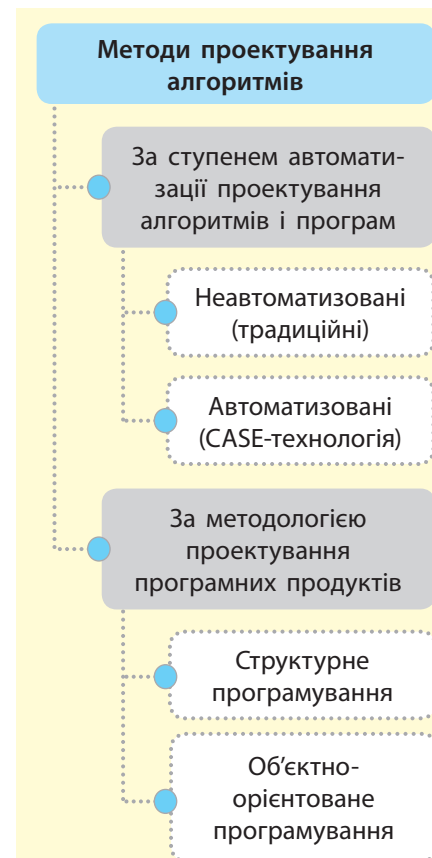 Методи проектування
алгоритмів
За ступенем автомати-
зації проектування
алгоритмів і програм
Неавтоматизовані
(традиційні)
Автоматизовані
(CASE-технологія)
За методологією
проектування
програмних продуктів
Структурне
програмування
Об’єктно-
орієнтоване
програмування